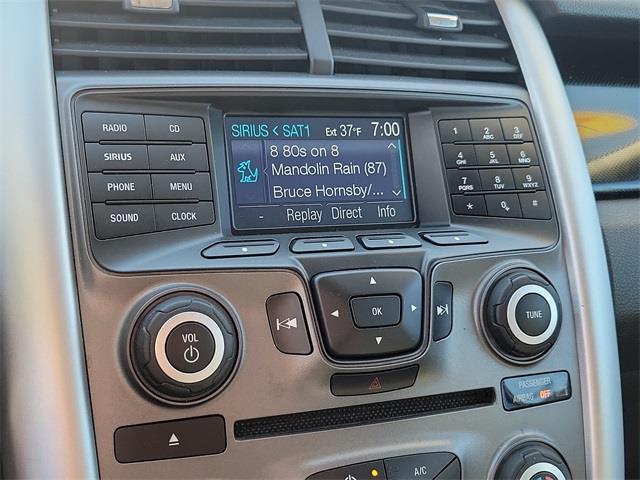 RADIO CD
SIRIUS AUX
PHONE MENU
SOUND CLOCK
SIRIUS < SAT1 Ext 37°F 7:00
8 80s on 8
Mandolin Rain (87)
Bruce Hornsby/...
- Replay Direct Info
1 2 ABC 3 DEF
4 GHI 5 JKL 6 MNO
7 PQRS 8 TUV 9 WXYZ
* 0 #
VOL
OK
TUNE
PASSENGER
AIRBAG OFF
A/C